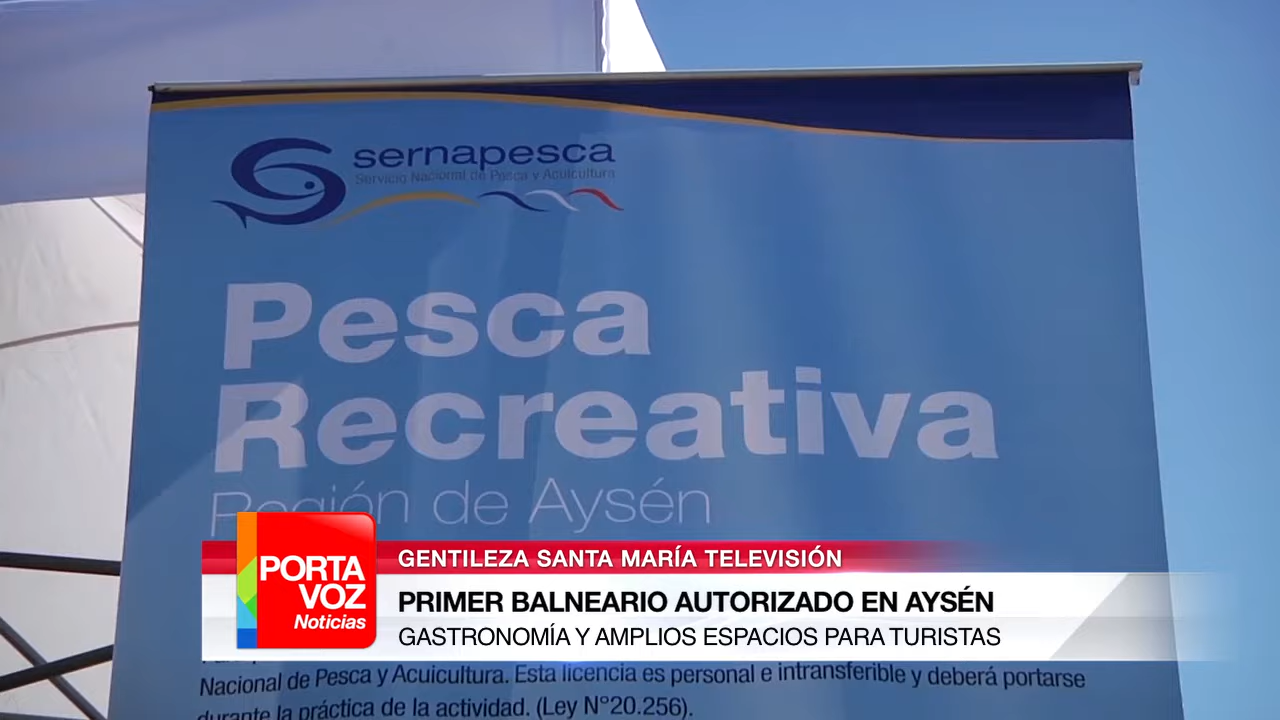 sernapesca
Servicio Nacional de Pesca y Acuicultura
Pesca
Recreativa
Región de Aysén
PORTA
VOZ
Noticias
GENTILEZA SANTA MARÍA TELEVISIÓN
PRIMER BALNEARIO AUTORIZADO EN AYSÉN
GASTRONOMÍA Y AMPLIOS ESPACIOS PARA TURISTAS
Nacional de Pesca y Acuicultura. Esta licencia es personal e intransferible y deberá portarse
durante la práctica de la actividad. (Ley N°20.256).